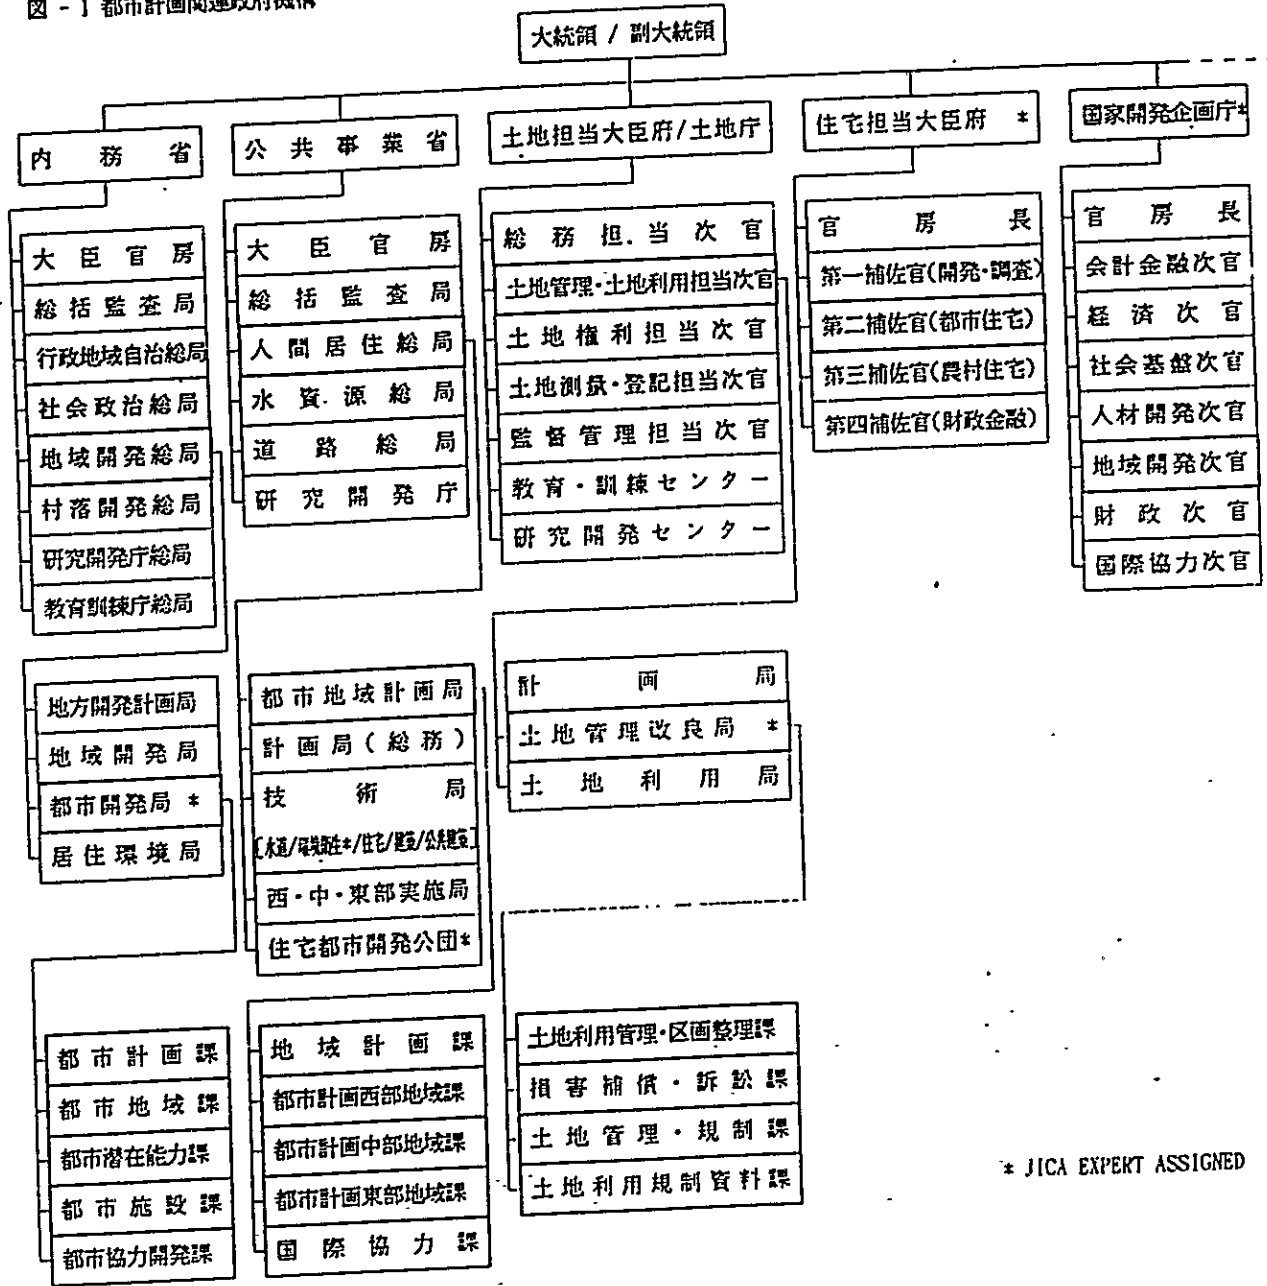 図-1 都市計画関連政府機構
大統領 / 副大統領
内務省
公共事業省
土地担当大臣府/土地庁
住宅担当大臣府 *
国家開発企画庁*
大臣官房
総括監査局
行政地域自治総局
社会政治総局
地域開発総局
村落開発総局
研究開発庁総局
教育訓練庁総局
大臣官房
総括監査局
人間居住総局
水資源総局
道路総局
研究開発庁
総務担当次官
土地管理・土地利用担当次官
土地権利担当次官
土地測量・登記担当次官
監督管理担当次官
教育・訓練センター
研究開発センター
官房長
第一補佐官(開発・調査)
第二補佐官(都市住宅)
第三補佐官(農村住宅)
第四補佐官(財政金融)
官房長
会計金融次官
経済次官
社会基盤次官
人材開発次官
地域開発次官
財政次官
国際協力次官
地方開発計画局
地域開発局
都市開発局 *
居住環境局
都市地域計画局
計画局(総務)
技術局
西・中・東部実施局
住宅都市開発公団*
計画局
土地管理改良局 *
土地利用局
都市計画課
都市地域課
都市潜在能力課
都市施設課
都市協力開発課
地域計画課
都市計画西部地域課
都市計画中部地域課
都市計画東部地域課
国際協力課
土地利用管理・区画整理課
損害補償・訴訟課
土地管理・規制課
土地利用規制資料課
* JICA EXPERT ASSIGNED